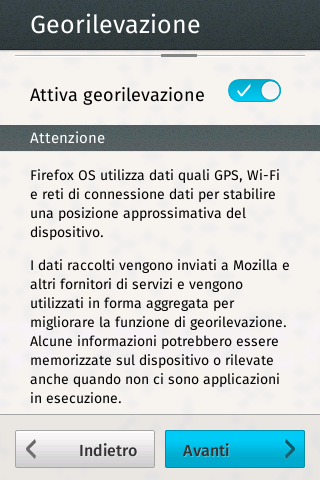 Georilevazione
Attiva georilevazione
Attenzione
Firefox OS utilizza dati quali GPS, Wi-Fi
e reti di connessione dati per stabilire
una posizione approssimativa del
dispositivo.
I dati raccolti vengono inviati a Mozilla e
altri fornitori di servizi e vengono
utilizzati in forma aggregata per
migliorare la funzione di georilevazione.
Alcune informazioni potrebbero essere
memorizzate sul dispositivo o rilevate
anche quando non ci sono applicazioni
in esecuzione.
Indietro
Avanti